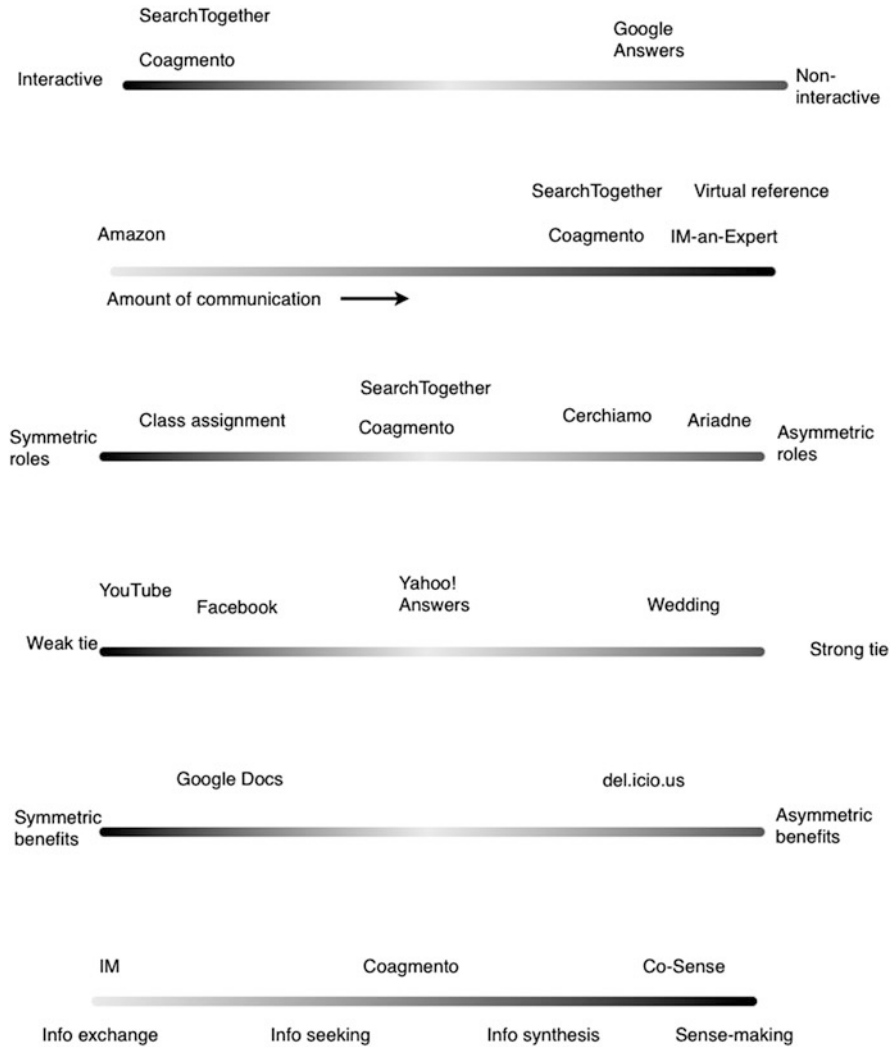 SearchTogether
Coagmento
Google
Answers
Interactive
Non-
interactive
SearchTogether
Virtual reference
Amazon
Coagmento
IM-an-Expert
Amount of communication
SearchTogether
Class assignment
Coagmento
Cerchiamo
Ariadne
Symmetric
roles
Asymmetric
roles
YouTube
Facebook
Yahoo!
Answers
Wedding
Weak tie
Strong tie
Google Docs
del.icio.us
Symmetric
benefits
Asymmetric
benefits
IM
Coagmento
Co-Sense
Info exchange
Info seeking
Info synthesis
Sense-making